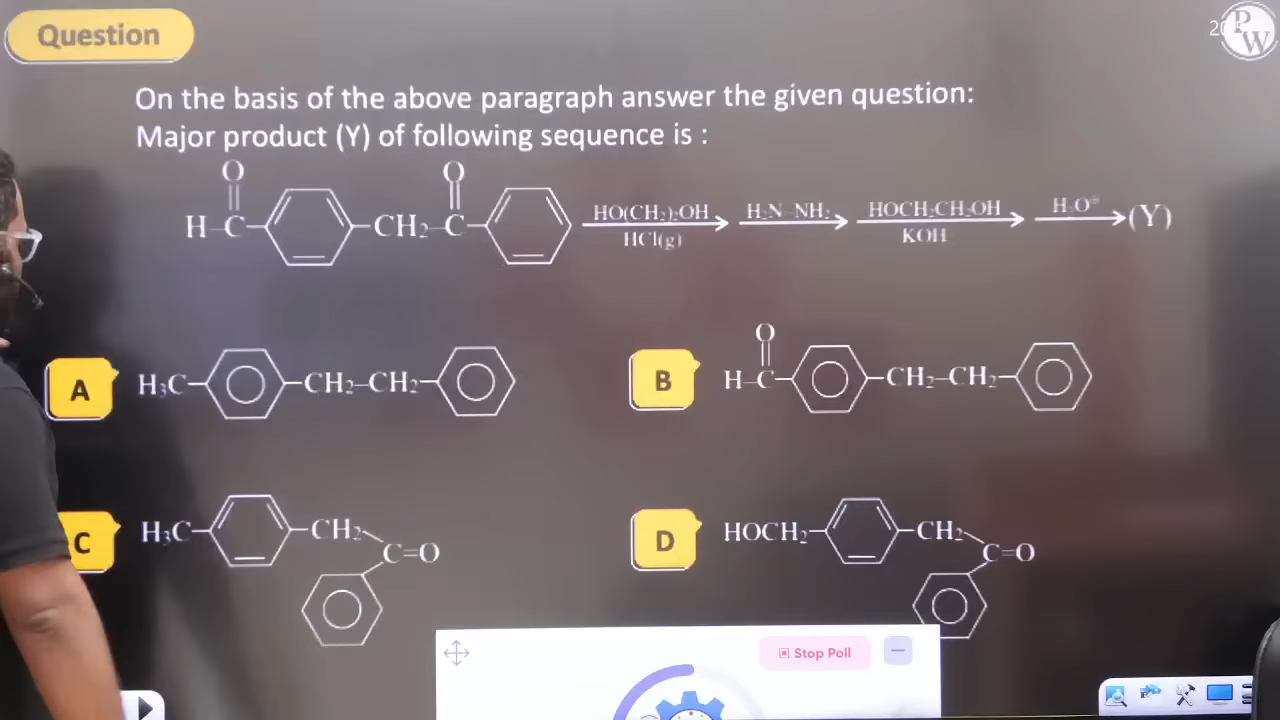 Question
20
PW
On the basis of the above paragraph answer the given question:
Major product (Y) of following sequence is :
O
O
H–C–
–CH₂–C–
HO(CH₂)₂OH
HCl(g)
H₂N–NH₂
HOCH₂CH₂OH
KOH
H₃O⊕
(Y)
A
H₃C–
–CH₂–CH₂–
B
O
H–C–
–CH₂–CH₂–
C
H₃C–
–CH₂
C=O
D
HOCH₂–
–CH₂
C=O
Stop Poll